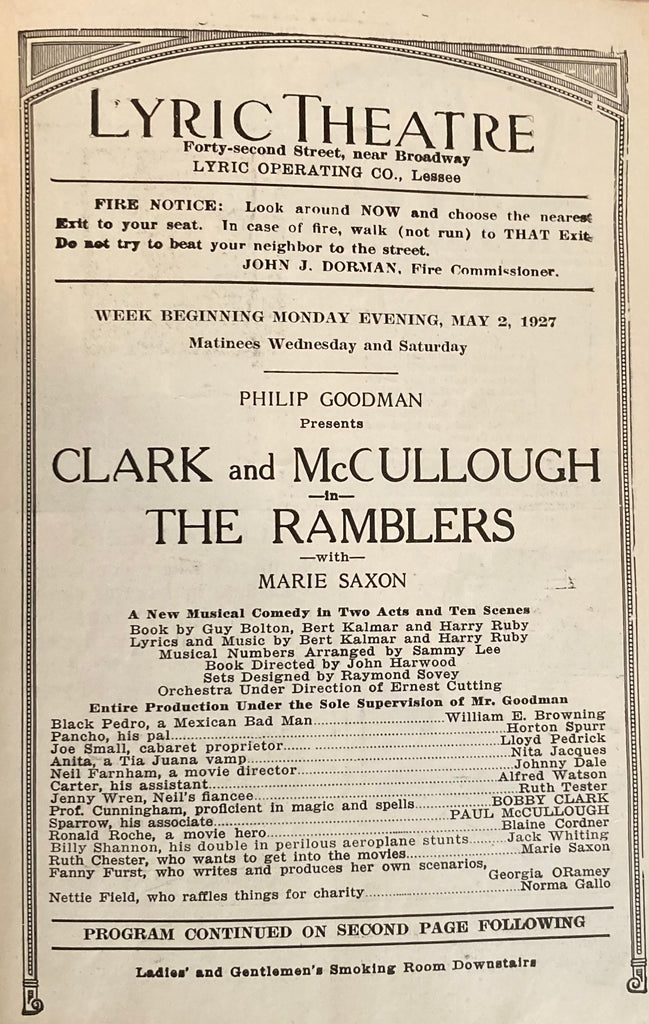 LYRIC THEATRE
Forty-second Street, near Broadway
LYRIC OPERATING CO., Lessee
FIRE NOTICE: Look around NOW and choose the nearest
Exit to your seat. In case of fire, walk (not run) to THAT Exit
Do not try to beat your neighbor to the street.
JOHN J. DORMAN, Fire Commissioner.
WEEK BEGINNING MONDAY EVENING, MAY 2, 1927
Matinees Wednesday and Saturday
PHILIP GOODMAN
Presents
CLARK and McCULLOUGH
—in—
THE RAMBLERS
—with—
MARIE SAXON
A New Musical Comedy in Two Acts and Ten Scenes
Book by Guy Bolton, Bert Kalmar and Harry Ruby
Lyrics and Music by Bert Kalmar and Harry Ruby
Musical Numbers Arranged by Sammy Lee
Book Directed by John Harwood
Sets Designed by Raymond Sovey
Orchestra Under Direction of Ernest Cutting
Entire Production Under the Sole Supervision of Mr. Goodman
Black Pedro, a Mexican Bad Man..........William E. Browning
Pancho, his pal..........Horton Spurr
Joe Small, cabaret proprietor..........Lloyd Pedrick
Anita, a Tia Juana vamp..........Nita Jacques
Neil Farnham, a movie director..........Johnny Dale
Carter, his assistant..........Alfred Watson
Jenny Wren, Neil's fiancee..........Ruth Tester
Prof. Cunningham, proficient in magic and spells..........BOBBY CLARK
Sparrow, his associate..........PAUL McCULLOUGH
Ronald Roche, a movie hero..........Blaine Cordner
Billy Shannon, his double in perilous aeroplane stunts..........Jack Whiting
Ruth Chester, who wants to get into the movies..........Marie Saxon
Fanny Furst, who writes and produces her own scenarios,
Georgia ORamey
Nettie Field, who raffles things for charity..........Norma Gallo
PROGRAM CONTINUED ON SECOND PAGE FOLLOWING
Ladies' and Gentlemen's Smoking Room Downstairs